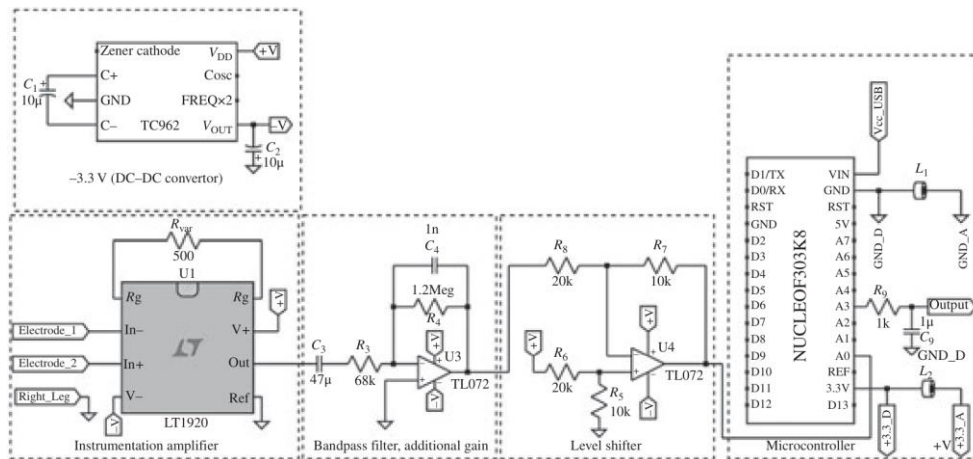 Zener cathode
V_DD
+V
C+
Cosc
C1
+
10μ
GND
FREQ×2
C−
TC962
V_OUT
−V
C2
+
10μ
−3.3 V (DC–DC convertor)
R_var
500
U1
Rg
Rg
+V
Electrode_1
In−
V+
Electrode_2
In+
Out
Right_Leg
V−
Ref
−V
LT1920
Instrumentation amplifier
1n
C4
1.2Meg
R4
+V
C3
R3
U3
47μ
68k
TL072
−V
Bandpass filter, additional gain
R8
R7
20k
10k
+V
+V
U4
R6
20k
TL072
R5
10k
−V
Level shifter
Vcc_USB
NUCLEOF303K8
D1/TX
VIN
L1
D0/RX
GND
RST
RST
GND
5V
D2
A7
D3
A6
GND_D
GND_A
D4
A5
D5
A4
R9
D6
A3
Output
D7
A2
1k
1μ
D8
A1
C9
D9
A0
GND_D
D10
REF
L2
D11
3.3V
D12
D13
+3.3_D
+V
+3.3_A
Microcontroller